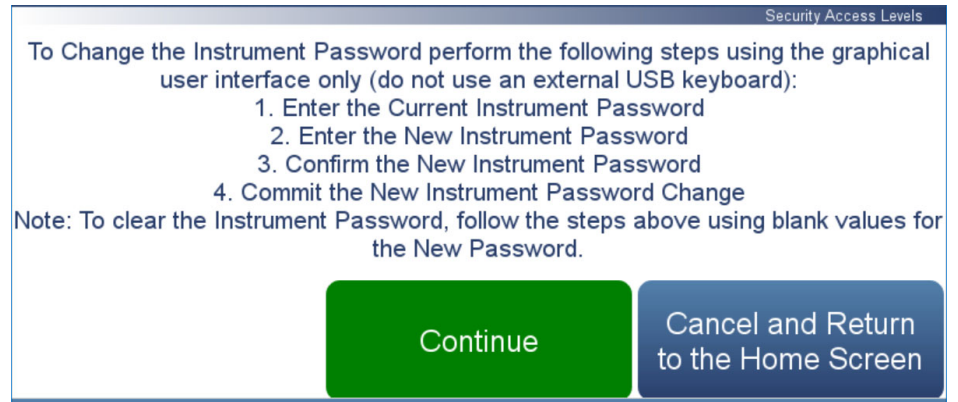 Security Access Levels
To Change the Instrument Password perform the following steps using the graphical
user interface only (do not use an external USB keyboard):
1. Enter the Current Instrument Password
2. Enter the New Instrument Password
3. Confirm the New Instrument Password
4. Commit the New Instrument Password Change
Note: To clear the Instrument Password, follow the steps above using blank values for
the New Password.
Continue
Cancel and Return
to the Home Screen